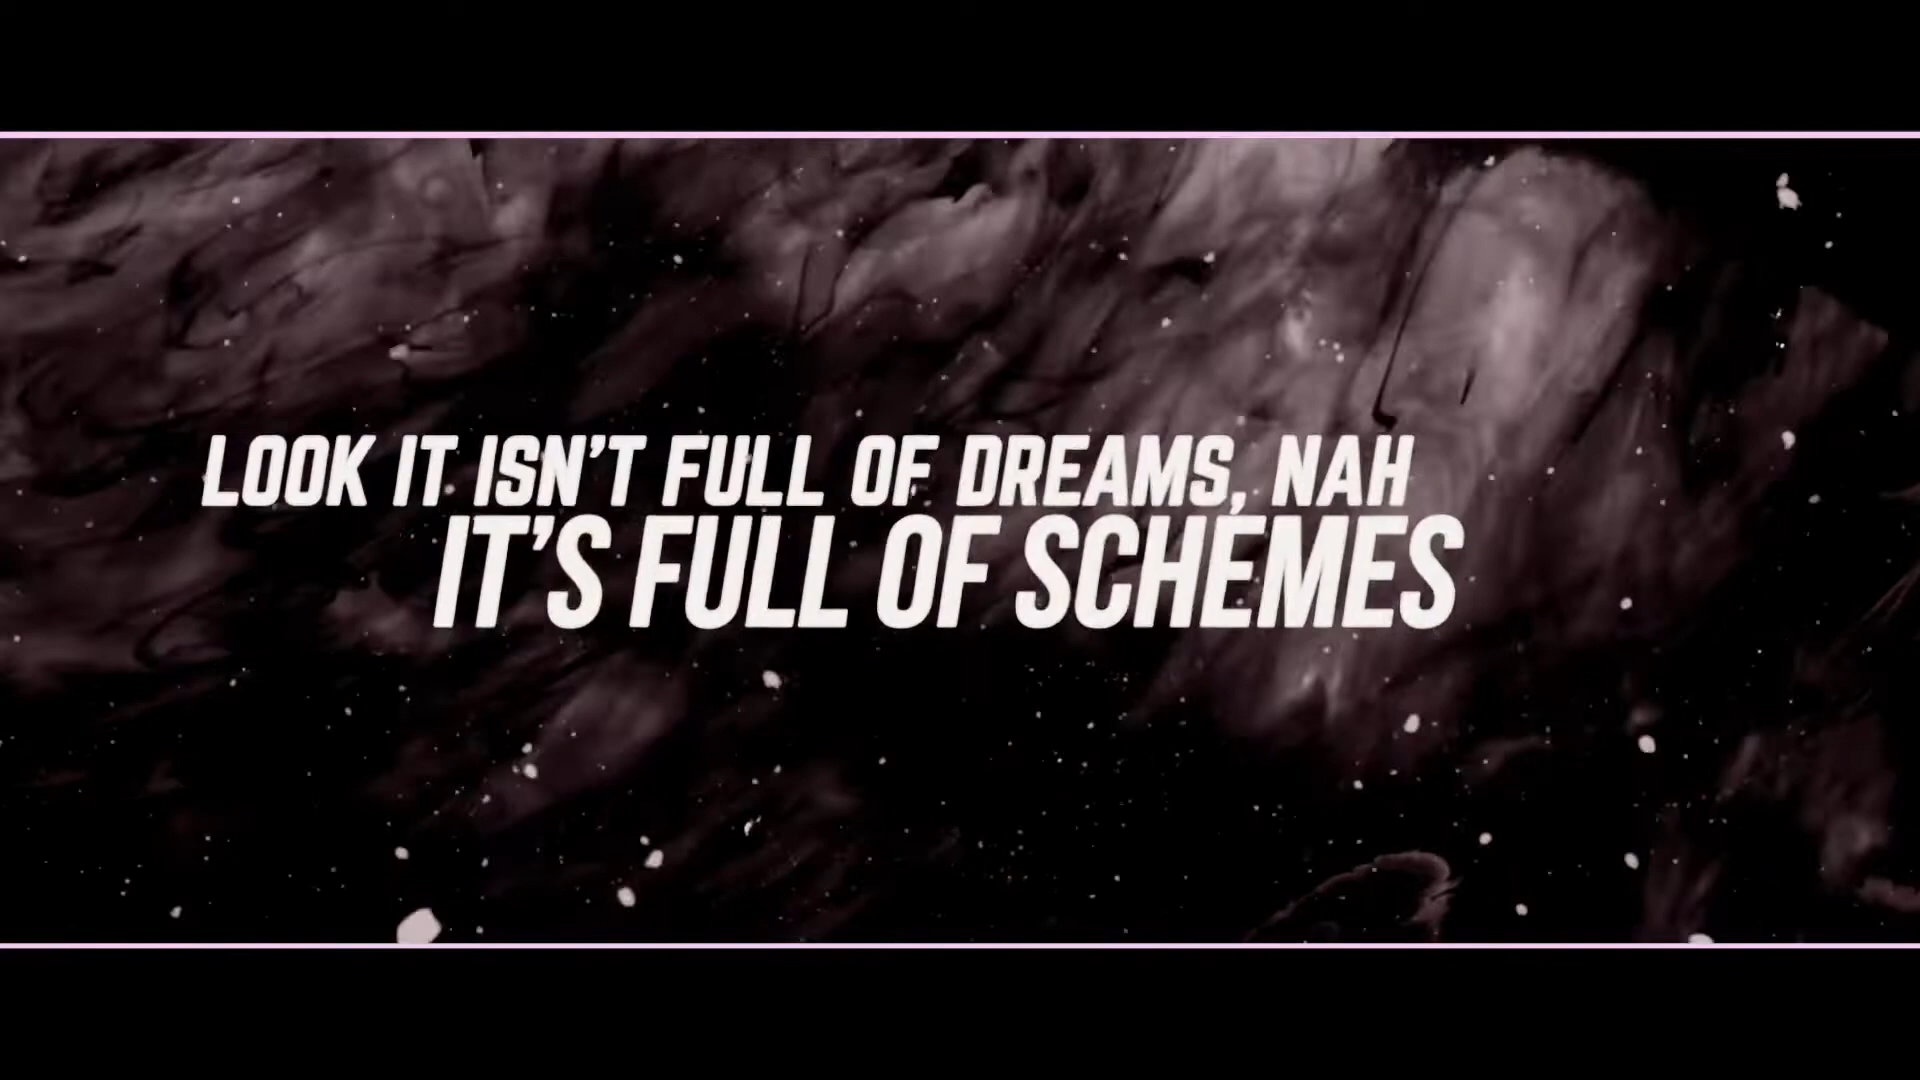 LOOK IT ISN'T FULL OF DREAMS, NAH
IT'S FULL OF SCHEMES